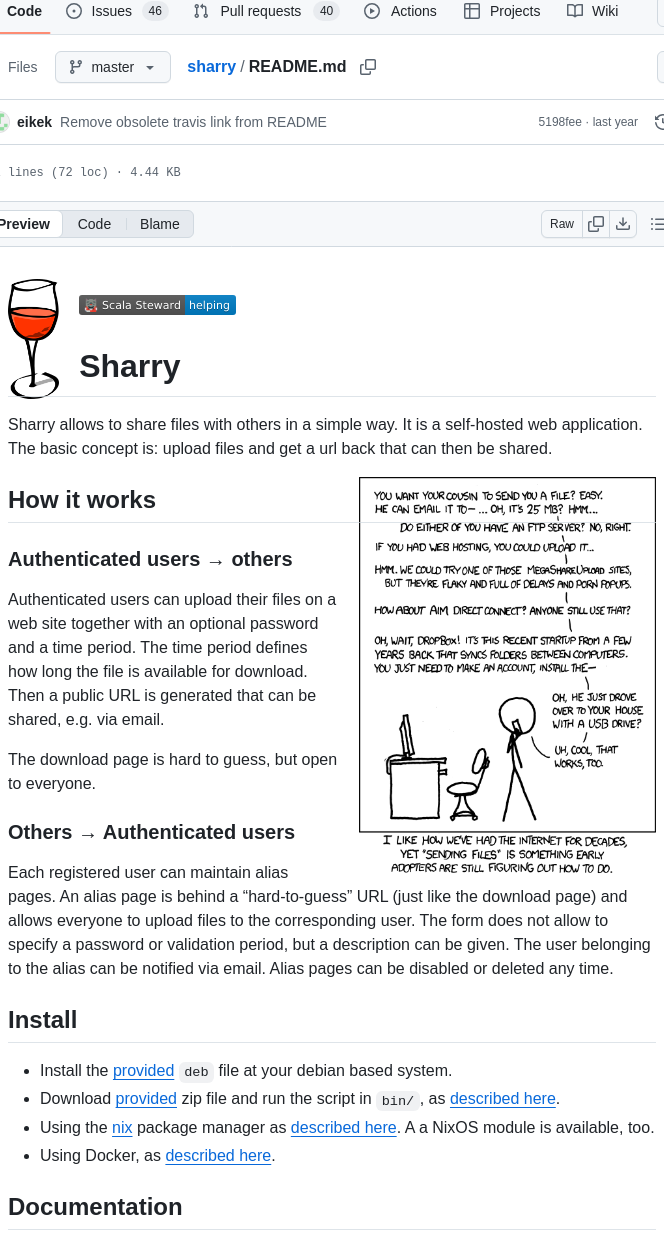 Code Issues 46 Pull requests 40 Actions Projects Wiki
Files master sharry / README.md
eikek Remove obsolete travis link from README 5198fee · last year
lines (72 loc) · 4.44 KB
Preview Code Blame Raw
Scala Steward helping
Sharry
Sharry allows to share files with others in a simple way. It is a self-hosted web application.
The basic concept is: upload files and get a url back that can then be shared.
How it works
Authenticated users → others
Authenticated users can upload their files on a
web site together with an optional password
and a time period. The time period defines
how long the file is available for download.
Then a public URL is generated that can be
shared, e.g. via email.
The download page is hard to guess, but open
to everyone.
YOU WANT YOUR COUSIN TO SEND YOU A FILE? EASY.
HE CAN EMAIL IT TO— ... OH, IT'S 25 MB? HMM...
DO EITHER OF YOU HAVE AN FTP SERVER? NO, RIGHT.
IF YOU HAD WEB HOSTING, YOU COULD UPLOAD IT...
HMM. WE COULD TRY ONE OF THOSE MEGASHAREUPLOAD SITES,
BUT THEY'RE FLAKY AND FULL OF DELAYS AND PORN POPUPS.
HOW ABOUT AIM DIRECT CONNECT? ANYONE STILL USE THAT?
OH, WAIT, DROPBOX! IT'S THIS RECENT STARTUP FROM A FEW
YEARS BACK THAT SYNCS FOLDERS BETWEEN COMPUTERS.
YOU JUST NEED TO MAKE AN ACCOUNT, INSTALL THE—
OH, HE JUST DROVE
OVER TO YOUR HOUSE
WITH A USB DRIVE?
UH, COOL, THAT
WORKS, TOO.
I LIKE HOW WE'VE HAD THE INTERNET FOR DECADES,
YET "SENDING FILES" IS SOMETHING EARLY
ADOPTERS ARE STILL FIGURING OUT HOW TO DO.
Others → Authenticated users
Each registered user can maintain alias
pages. An alias page is behind a “hard-to-guess” URL (just like the download page) and
allows everyone to upload files to the corresponding user. The form does not allow to
specify a password or validation period, but a description can be given. The user belonging
to the alias can be notified via email. Alias pages can be disabled or deleted any time.
Install
Install the provided deb file at your debian based system.
Download provided zip file and run the script in bin/, as described here.
Using the nix package manager as described here. A a NixOS module is available, too.
Using Docker, as described here.
Documentation